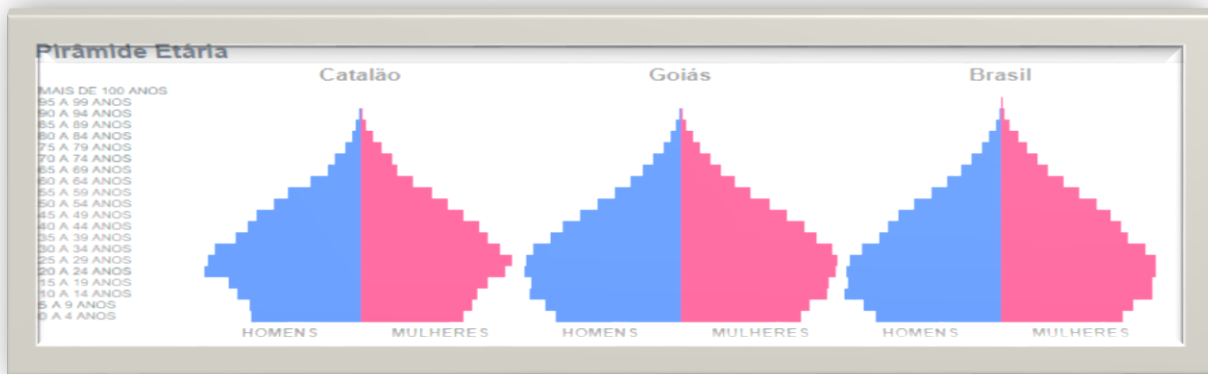 Pirâmide Etária
Catalão Goiás Brasil
MAIS DE 100 ANOS
95 A 99 ANOS
90 A 94 ANOS
85 A 89 ANOS
80 A 84 ANOS
75 A 79 ANOS
70 A 74 ANOS
65 A 69 ANOS
60 A 64 ANOS
55 A 59 ANOS
50 A 54 ANOS
45 A 49 ANOS
40 A 44 ANOS
35 A 39 ANOS
30 A 34 ANOS
25 A 29 ANOS
20 A 24 ANOS
15 A 19 ANOS
10 A 14 ANOS
5 A 9 ANOS
0 A 4 ANOS
HOMENS MULHERES HOMENS MULHERES HOMENS MULHERES